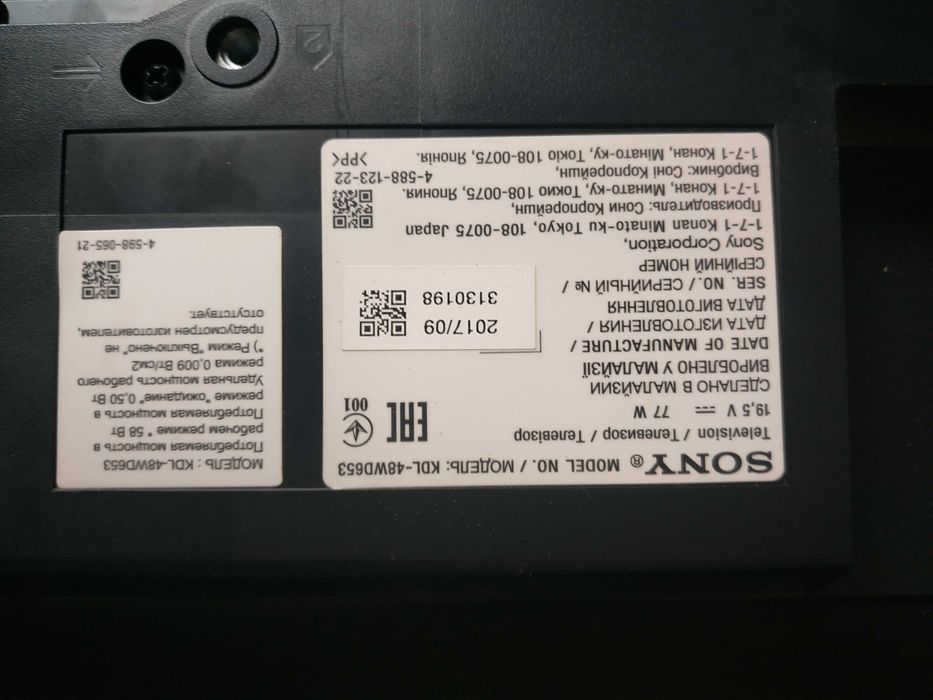 SONY® MODEL NO. / МОДЕЛЬ: KDL-48WD653
Television / Телевизор / Телевізор
19,5 V ⎓ 77 W
EAC
001
СДЕЛАНО В МАЛАЙЗИИ
ВИРОБЛЕНО У МАЛАЙЗІЇ
DATE OF MANUFACTURE /
ДАТА ИЗГОТОВЛЕНИЯ /
ДАТА ВИГОТОВЛЕННЯ
2017/09
3130198
SER. NO. / СЕРИЙНЫЙ № /
СЕРІЙНИЙ НОМЕР
Sony Corporation,
1-7-1 Konan Minato-ku Tokyo, 108-0075 Japan
Производитель: Сони Корпорейшн,
1-7-1 Конан, Минато-ку, Токио 108-0075, Япония.
Виробник: Соні Корпорейшн,
1-7-1 Конан, Мінато-ку, Токіо 108-0075, Японія.
4-588-123-22
>PP<
МОДЕЛЬ : KDL-48WD653
Потребляемая мощность в
рабочем режиме * 58 Вт
Потребляемая мощность в
режиме "ожидание" 0,50 Вт
Удельная мощность рабочего
режима 0,009 Вт/см2
*) Режим "Выключено" не
предусмотрен изготовителем,
отсутствует.
4-598-065-21
2